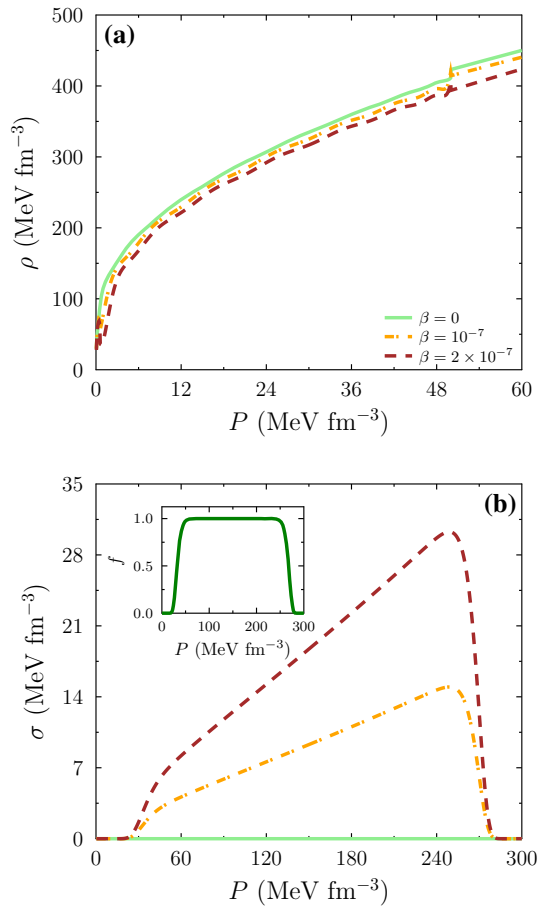 (a)
500
400
300
200
100
0
ρ (MeV fm⁻³)
β = 0
β = 10⁻⁷
β = 2 × 10⁻⁷
0 12 24 36 48 60
P (MeV fm⁻³)
(b)
35
28
21
14
7
0
σ (MeV fm⁻³)
1.0
0.5
0.0
f
0 100 200 300
P (MeV fm⁻³)
0 60 120 180 240 300
P (MeV fm⁻³)